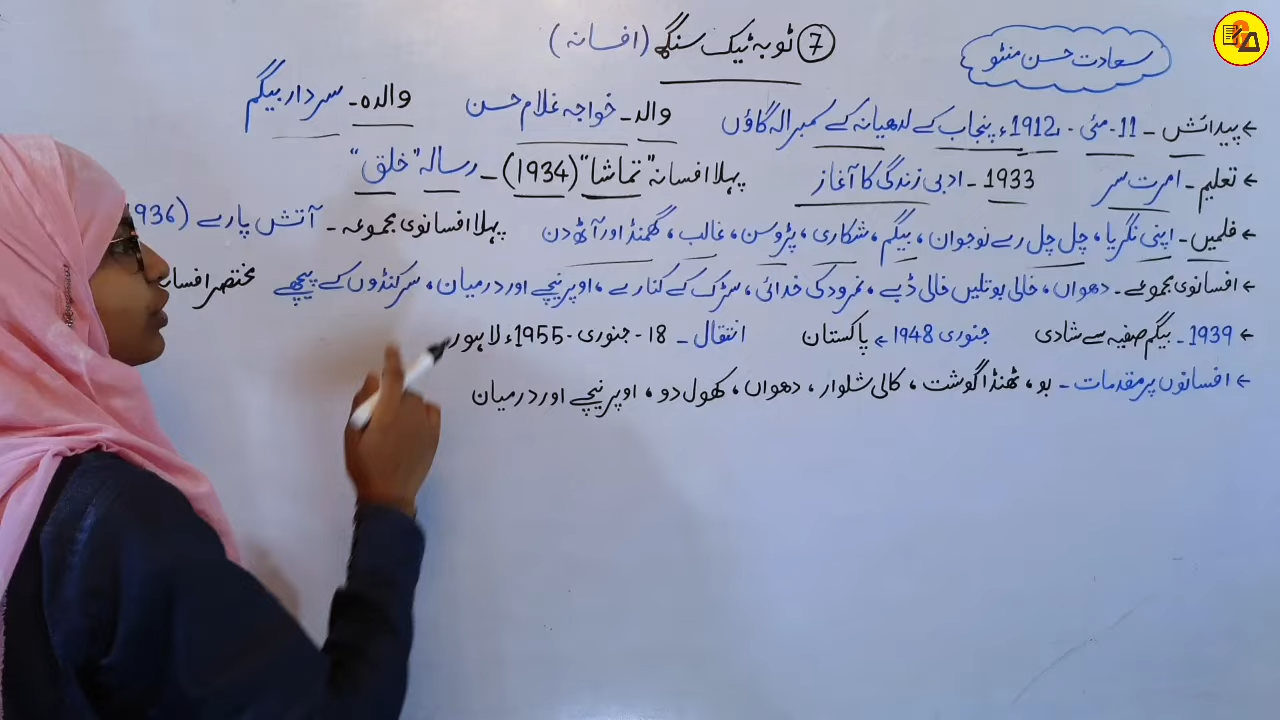 ⑦ ٹوبہ ٹیک سنگھ (افسانہ)
سعادت حسن منٹو
← پیدائش ـ 11 ـ مئی ـ 1912ء پنجاب کے لدھیانہ کے کمبرالہ گاؤں والد ـ خواجہ غلام حسن والدہ ـ سردار بیگم
← تعلیم ـ امرت سر 1933 ـ ادبی زندگی کا آغاز پہلا افسانہ "تماشا" (1934) ـ رسالہ "خلق"
← فلمیں ـ اپنی نگریا، چل چل رے نوجوان، بیگم، شکاری، پڑوسن، غالب، گھمنڈ اور آٹھ دن پہلا افسانوی مجموعہ ـ آتش پارے (1936
← افسانوی مجموعے ـ دھواں، خالی بوتلیں خالی ڈبے، نمرود کی خدائی، سڑک کے کنارے، اوپر نیچے اور درمیان، سرکنڈوں کے پیچھے مختصر افسا
← 1939 ـ بیگم صفیہ سے شادی جنوری 1948 ← پاکستان انتقال ـ 18 ـ جنوری ـ 1955ء لاہور
← افسانوں پر مقدمات ـ بو، ٹھنڈا گوشت، کالی شلوار، دھواں، کھول دو، اوپر نیچے اور درمیان